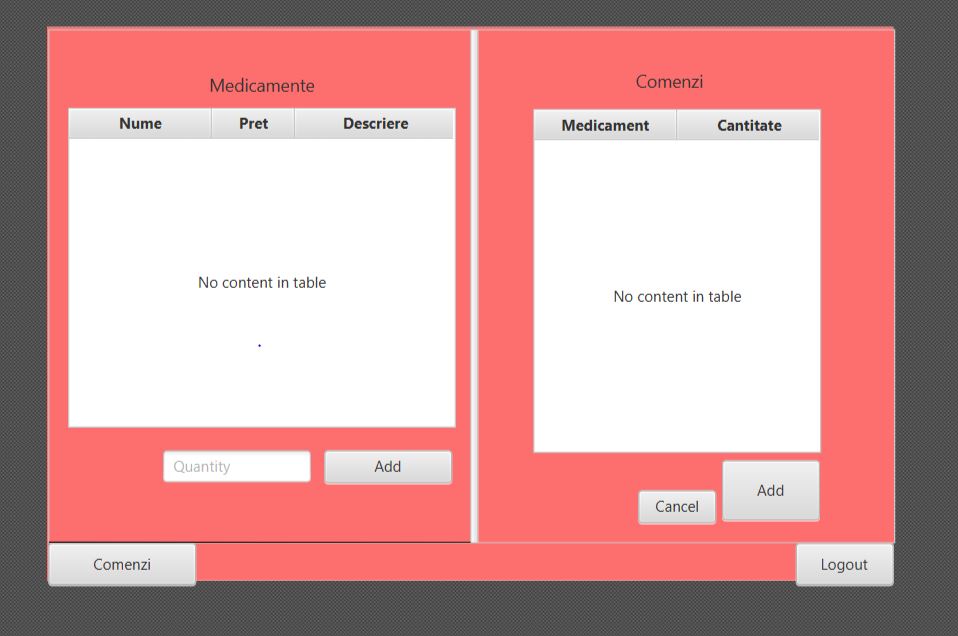 Medicamente
Nume Pret Descriere
No content in table
Quantity Add
Comenzi
Medicament Cantitate
No content in table
Cancel Add
Comenzi Logout